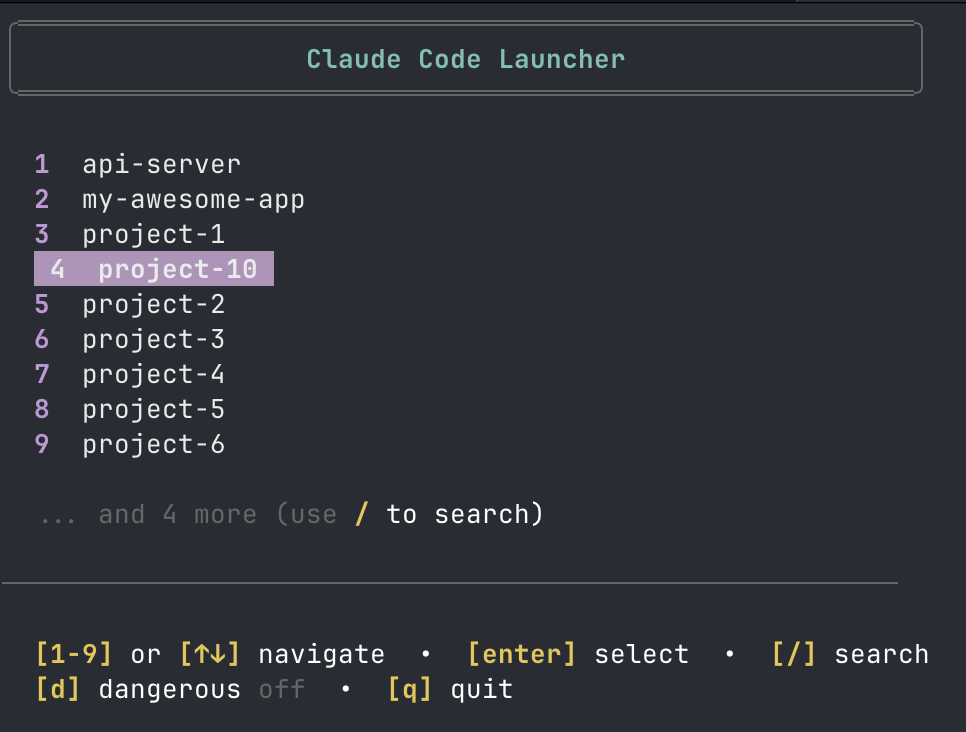 Claude Code Launcher
1 api-server
2 my-awesome-app
3 project-1
4 project-10
5 project-2
6 project-3
7 project-4
8 project-5
9 project-6
... and 4 more (use / to search)
[1-9] or [↑↓] navigate • [enter] select • [/] search
[d] dangerous off • [q] quit